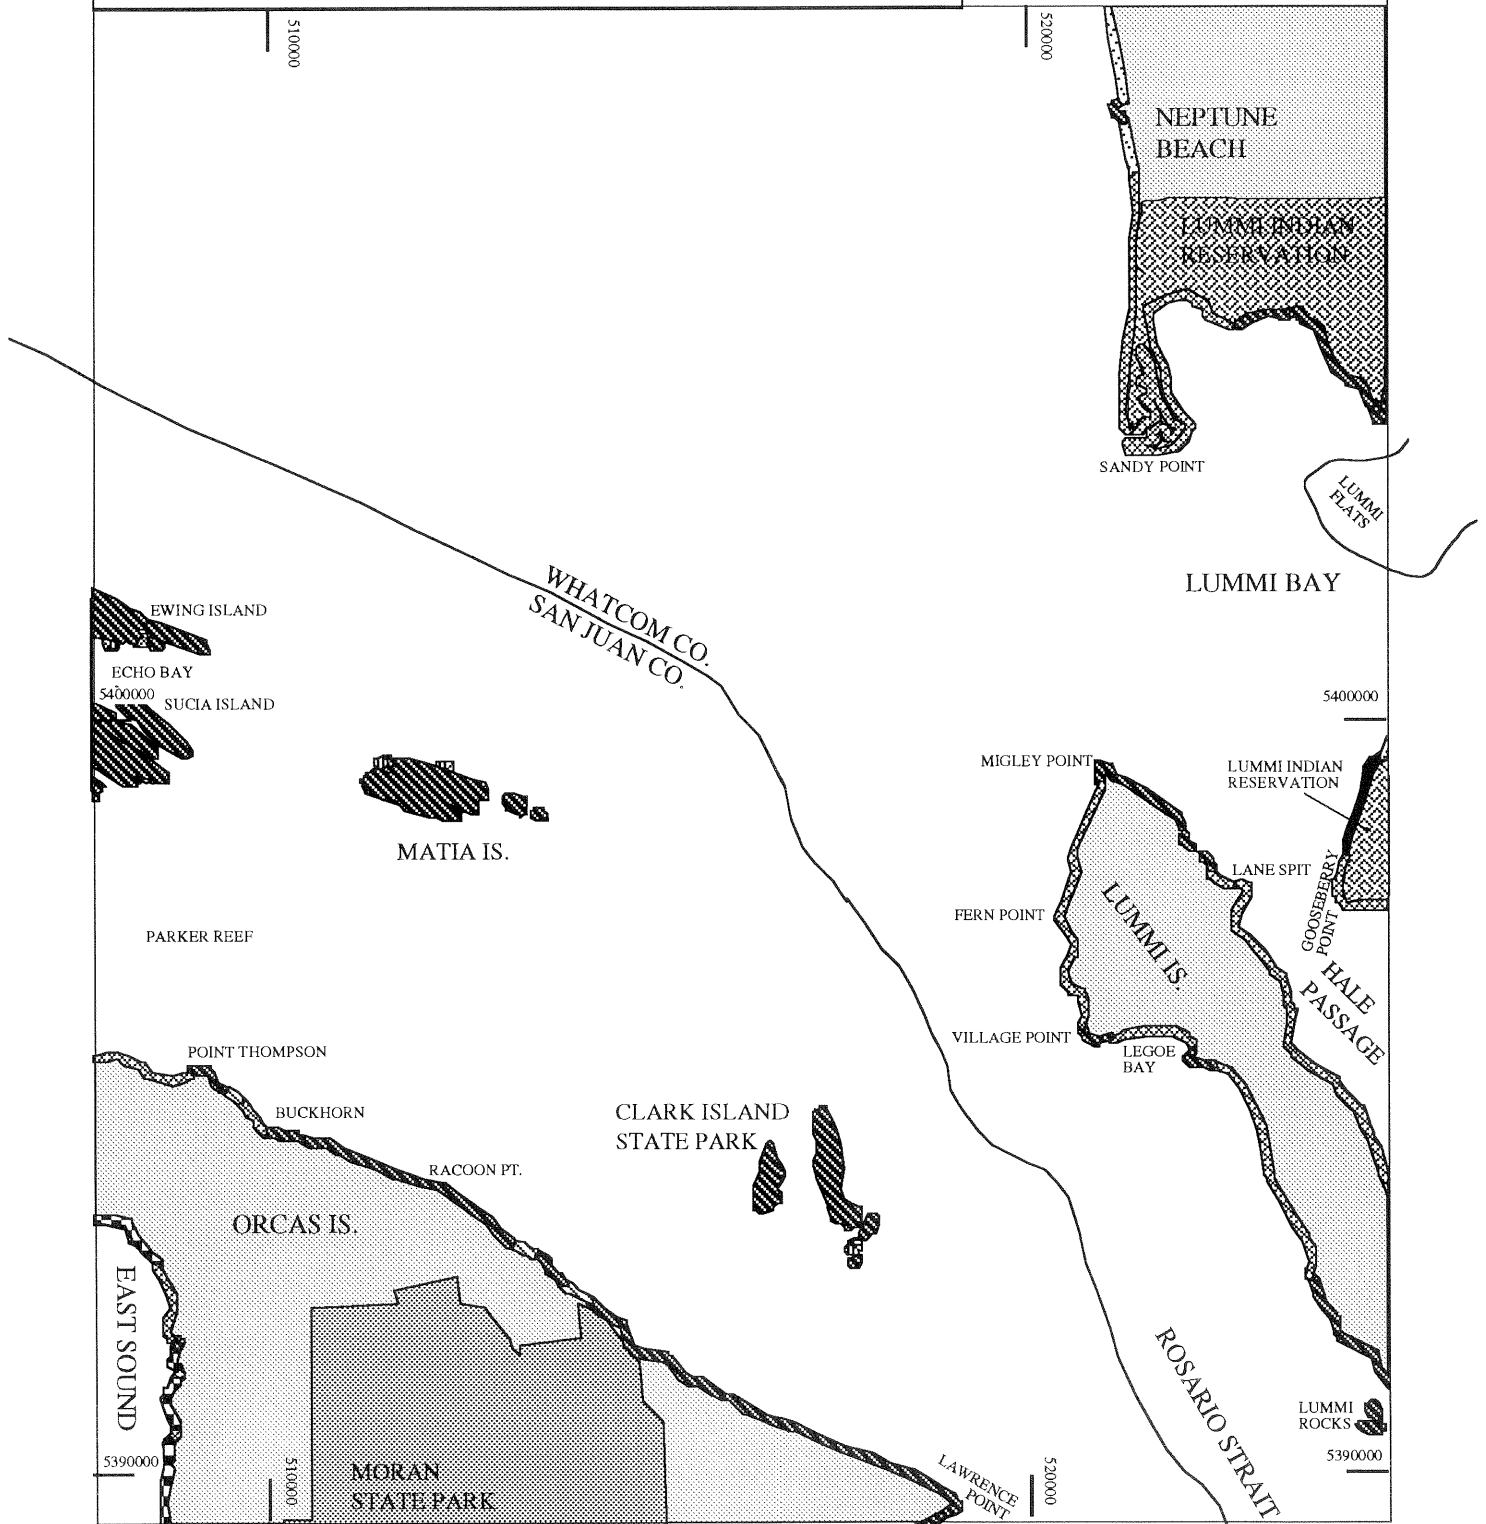 510000
520000
NEPTUNE
BEACH
LUMMI INDIAN
RESERVATION
SANDY POINT
LUMMI
FLATS
LUMMI BAY
WHATCOM CO.
SAN JUAN CO.
EWING ISLAND
ECHO BAY
5400000
SUCIA ISLAND
5400000
MIGLEY POINT
LUMMI INDIAN
RESERVATION
MATIA IS.
LANE SPIT
GOOSEBERRY
POINT
FERN POINT
LUMMI IS.
PARKER REEF
HALE
PASSAGE
VILLAGE POINT
LEGOE
BAY
POINT THOMPSON
BUCKHORN
CLARK ISLAND
STATE PARK
RACOON PT.
ORCAS IS.
EAST SOUND
ROSARIO STRAIT
LUMMI
ROCKS
5390000
5390000
MORAN
STATE PARK
510000
LAWRENCE
POINT
520000